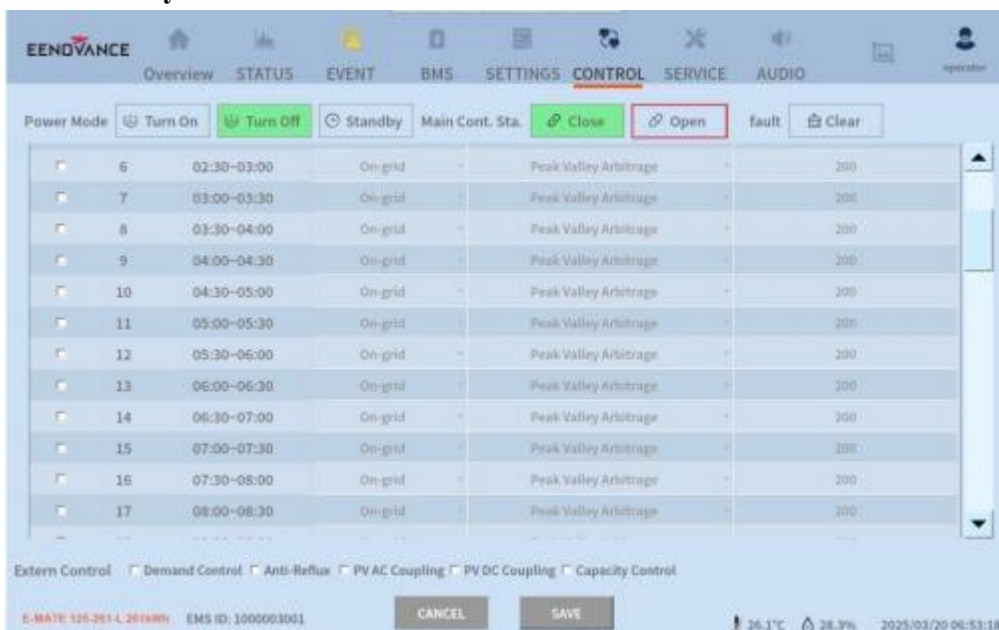 EENOVANCE
Overview STATUS EVENT BMS SETTINGS CONTROL SERVICE AUDIO operator
Power Mode Turn On Turn Off Standby Main Cont. Sta. Close Open fault Clear
6 02:30~03:00 On-grid Peak Valley Arbitrage 200
7 03:00~03:30 On-grid Peak Valley Arbitrage 200
8 03:30~04:00 On-grid Peak Valley Arbitrage 200
9 04:00~04:30 On-grid Peak Valley Arbitrage 200
10 04:30~05:00 On-grid Peak Valley Arbitrage 200
11 05:00~05:30 On-grid Peak Valley Arbitrage 200
12 05:30~06:00 On-grid Peak Valley Arbitrage 200
13 06:00~06:30 On-grid Peak Valley Arbitrage 200
14 06:30~07:00 On-grid Peak Valley Arbitrage 200
15 07:00~07:30 On-grid Peak Valley Arbitrage 200
16 07:30~08:00 On-grid Peak Valley Arbitrage 200
17 08:00~08:30 On-grid Peak Valley Arbitrage 200
Extern Control Demand Control Anti-Reflux PV AC Coupling PV DC Coupling Capacity Control
E-MATE 125-261-L 261kWh EMS ID: 1000003001 CANCEL SAVE 26.1°C 28.3% 2025/03/20 06:53:18